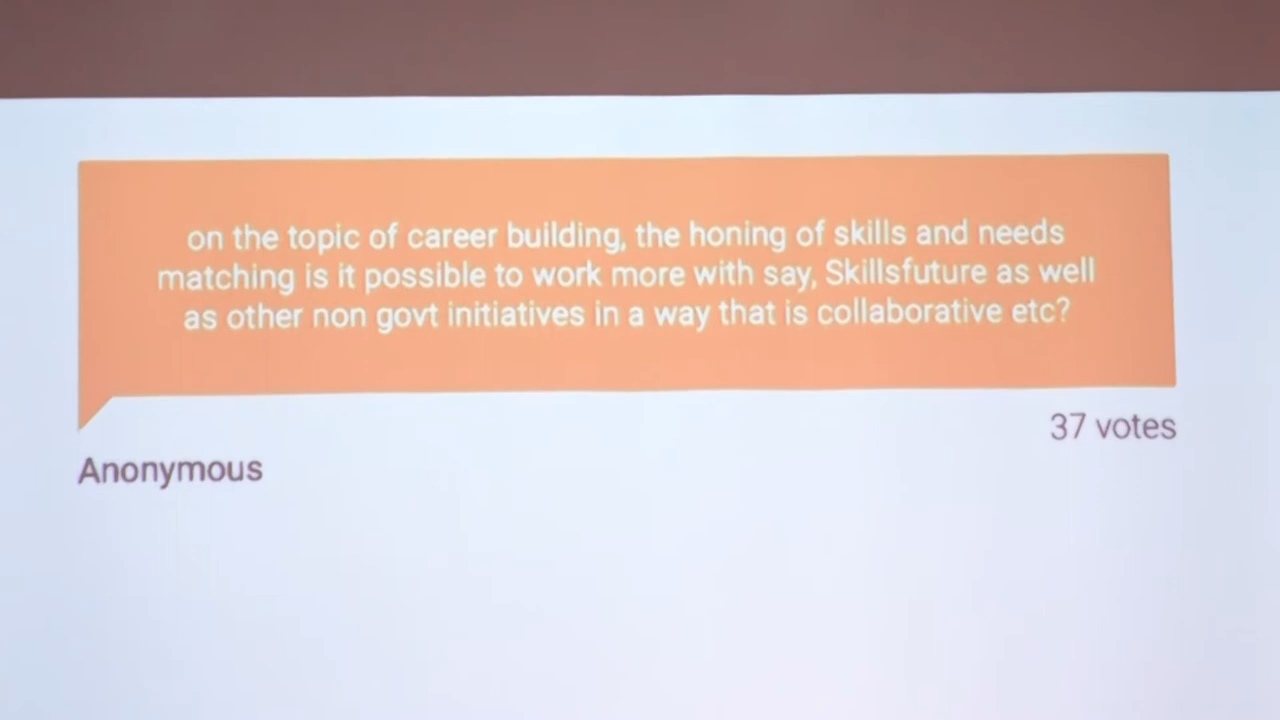 on the topic of career building, the honing of skills and needs
matching is it possible to work more with say, Skillsfuture as well
as other non govt initiatives in a way that is collaborative etc?
37 votes
Anonymous